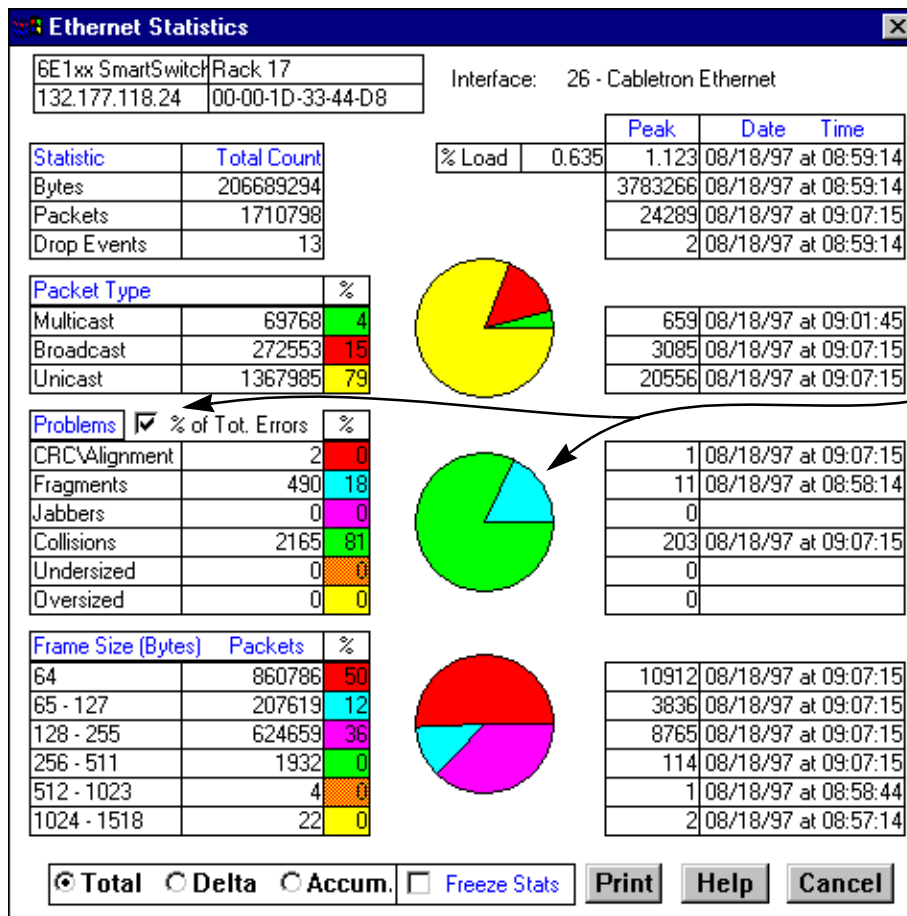 Ethernet Statistics
6E1xx SmartSwitch Rack 17
132.177.118.24 00-00-1D-33-44-D8
Interface: 26 - Cabletron Ethernet
Peak Date Time
Statistic Total Count % Load 0.635 1.123 08/18/97 at 08:59:14
Bytes 206689294 3783266 08/18/97 at 08:59:14
Packets 1710798 24289 08/18/97 at 09:07:15
Drop Events 13 2 08/18/97 at 08:59:14
Packet Type %
Multicast 69768 4 659 08/18/97 at 09:01:45
Broadcast 272553 15 3085 08/18/97 at 09:07:15
Unicast 1367985 79 20556 08/18/97 at 09:07:15
Problems % of Tot. Errors %
CRC\Alignment 2 0 1 08/18/97 at 09:07:15
Fragments 490 18 11 08/18/97 at 08:58:14
Jabbers 0 0 0
Collisions 2165 81 203 08/18/97 at 09:07:15
Undersized 0 0 0
Oversized 0 0 0
Frame Size (Bytes) Packets %
64 860786 50 10912 08/18/97 at 09:07:15
65 - 127 207619 12 3836 08/18/97 at 09:07:15
128 - 255 624659 36 8765 08/18/97 at 09:07:15
256 - 511 1932 0 114 08/18/97 at 09:07:15
512 - 1023 4 0 1 08/18/97 at 08:58:44
1024 - 1518 22 0 2 08/18/97 at 08:57:14
Total Delta Accum. Freeze Stats Print Help Cancel